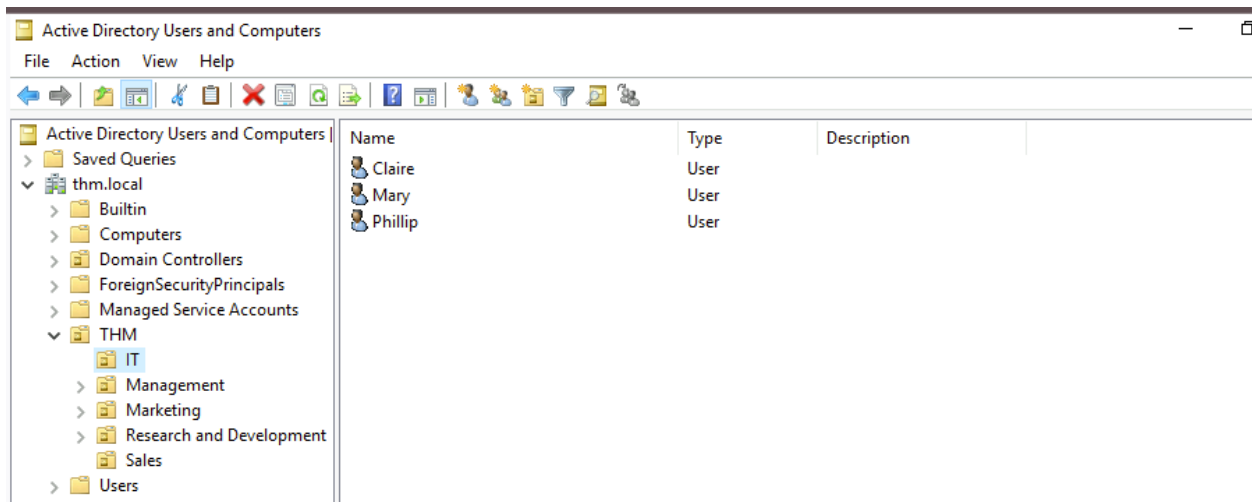 Active Directory Users and Computers
File Action View Help
Active Directory Users and Computers [
Saved Queries
thm.local
Builtin
Computers
Domain Controllers
ForeignSecurityPrincipals
Managed Service Accounts
THM
IT
Management
Marketing
Research and Development
Sales
Users
Name Type Description
Claire User
Mary User
Phillip User